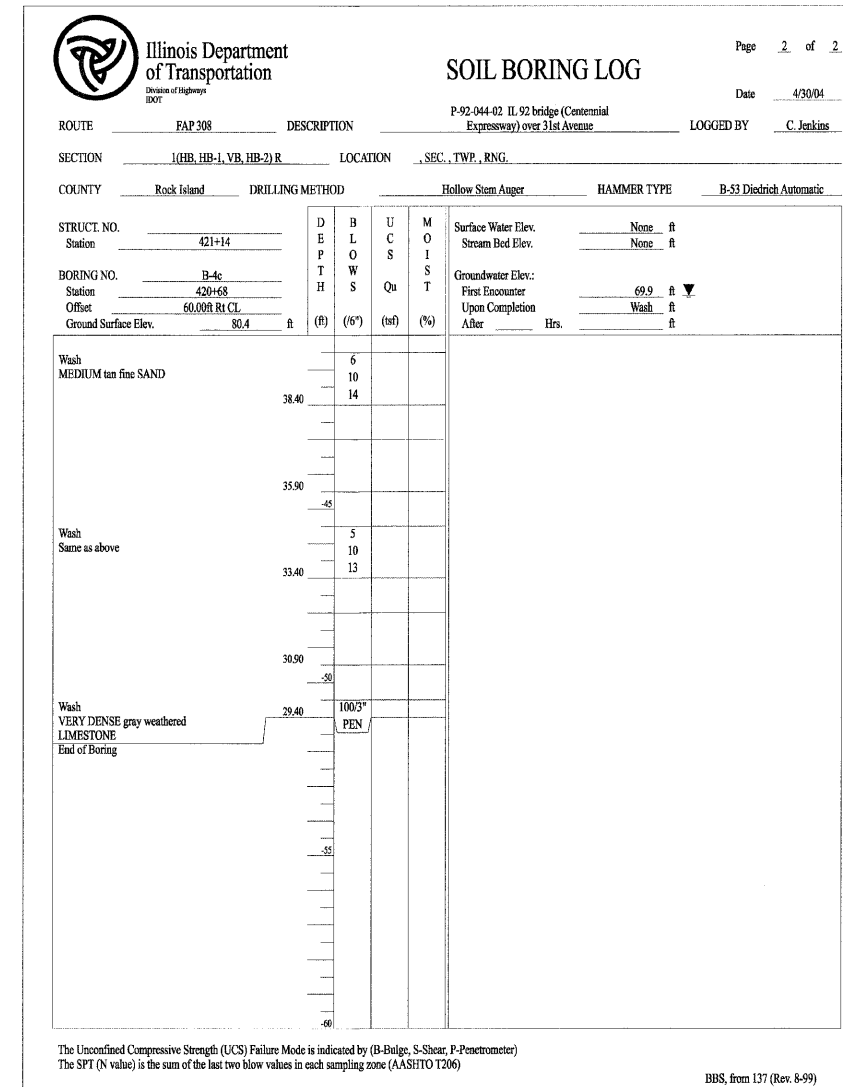 Illinois Department
of Transportation
Division of Highways
IDOT
SOIL BORING LOG
Page 2 of 2
Date 4/30/04
ROUTE FAP 308 DESCRIPTION P-92-044-02 IL 92 bridge (Centennial
Expressway) over 31st Avenue LOGGED BY C. Jenkins
SECTION 1(HB, HB-1, VB, HB-2) R LOCATION , SEC. , TWP. , RNG.
COUNTY Rock Island DRILLING METHOD Hollow Stem Auger HAMMER TYPE B-53 Diedrich Automatic
STRUCT. NO.
Station 421+14
BORING NO. B-4c
Station 420+68
Offset 60.00ft Rt CL
Ground Surface Elev. 80.4 ft
DEPTH (ft)
BLOWS (/6")
UCS Qu (tsf)
MOIST (%)
Surface Water Elev. None ft
Stream Bed Elev. None ft
Groundwater Elev.:
First Encounter 69.9 ft
Upon Completion Wash ft
After Hrs. ft
Wash 6
MEDIUM tan fine SAND 10
38.40 14
35.90
-45
Wash 5
Same as above 10
33.40 13
30.90
-50
Wash 29.40 100/3"
VERY DENSE gray weathered PEN
LIMESTONE
End of Boring
-55
-60
The Unconfined Compressive Strength (UCS) Failure Mode is indicated by (B-Bulge, S-Shear, P-Penetrometer)
The SPT (N value) is the sum of the last two blow values in each sampling zone (AASHTO T206)
BBS, from 137 (Rev. 8-99)